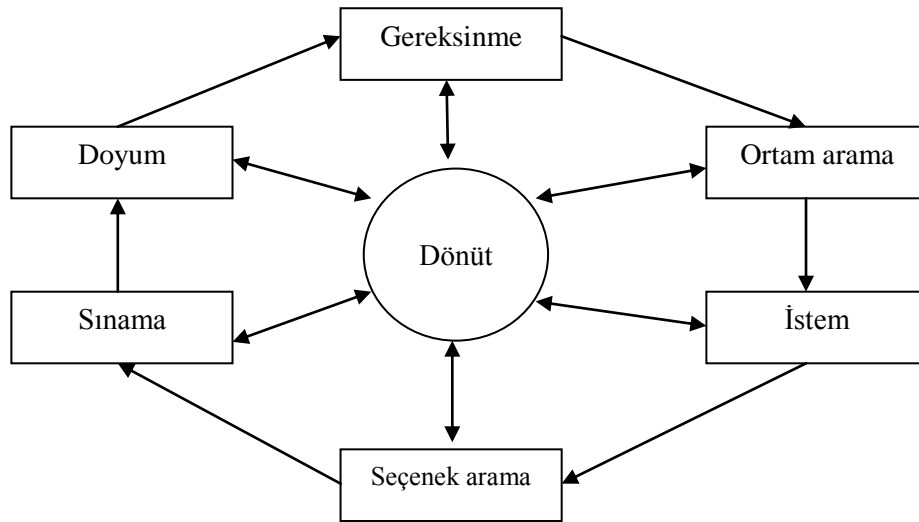 Gereksinme
Doyum
Ortam arama
Dönüt
Sınama
İstem
Seçenek arama